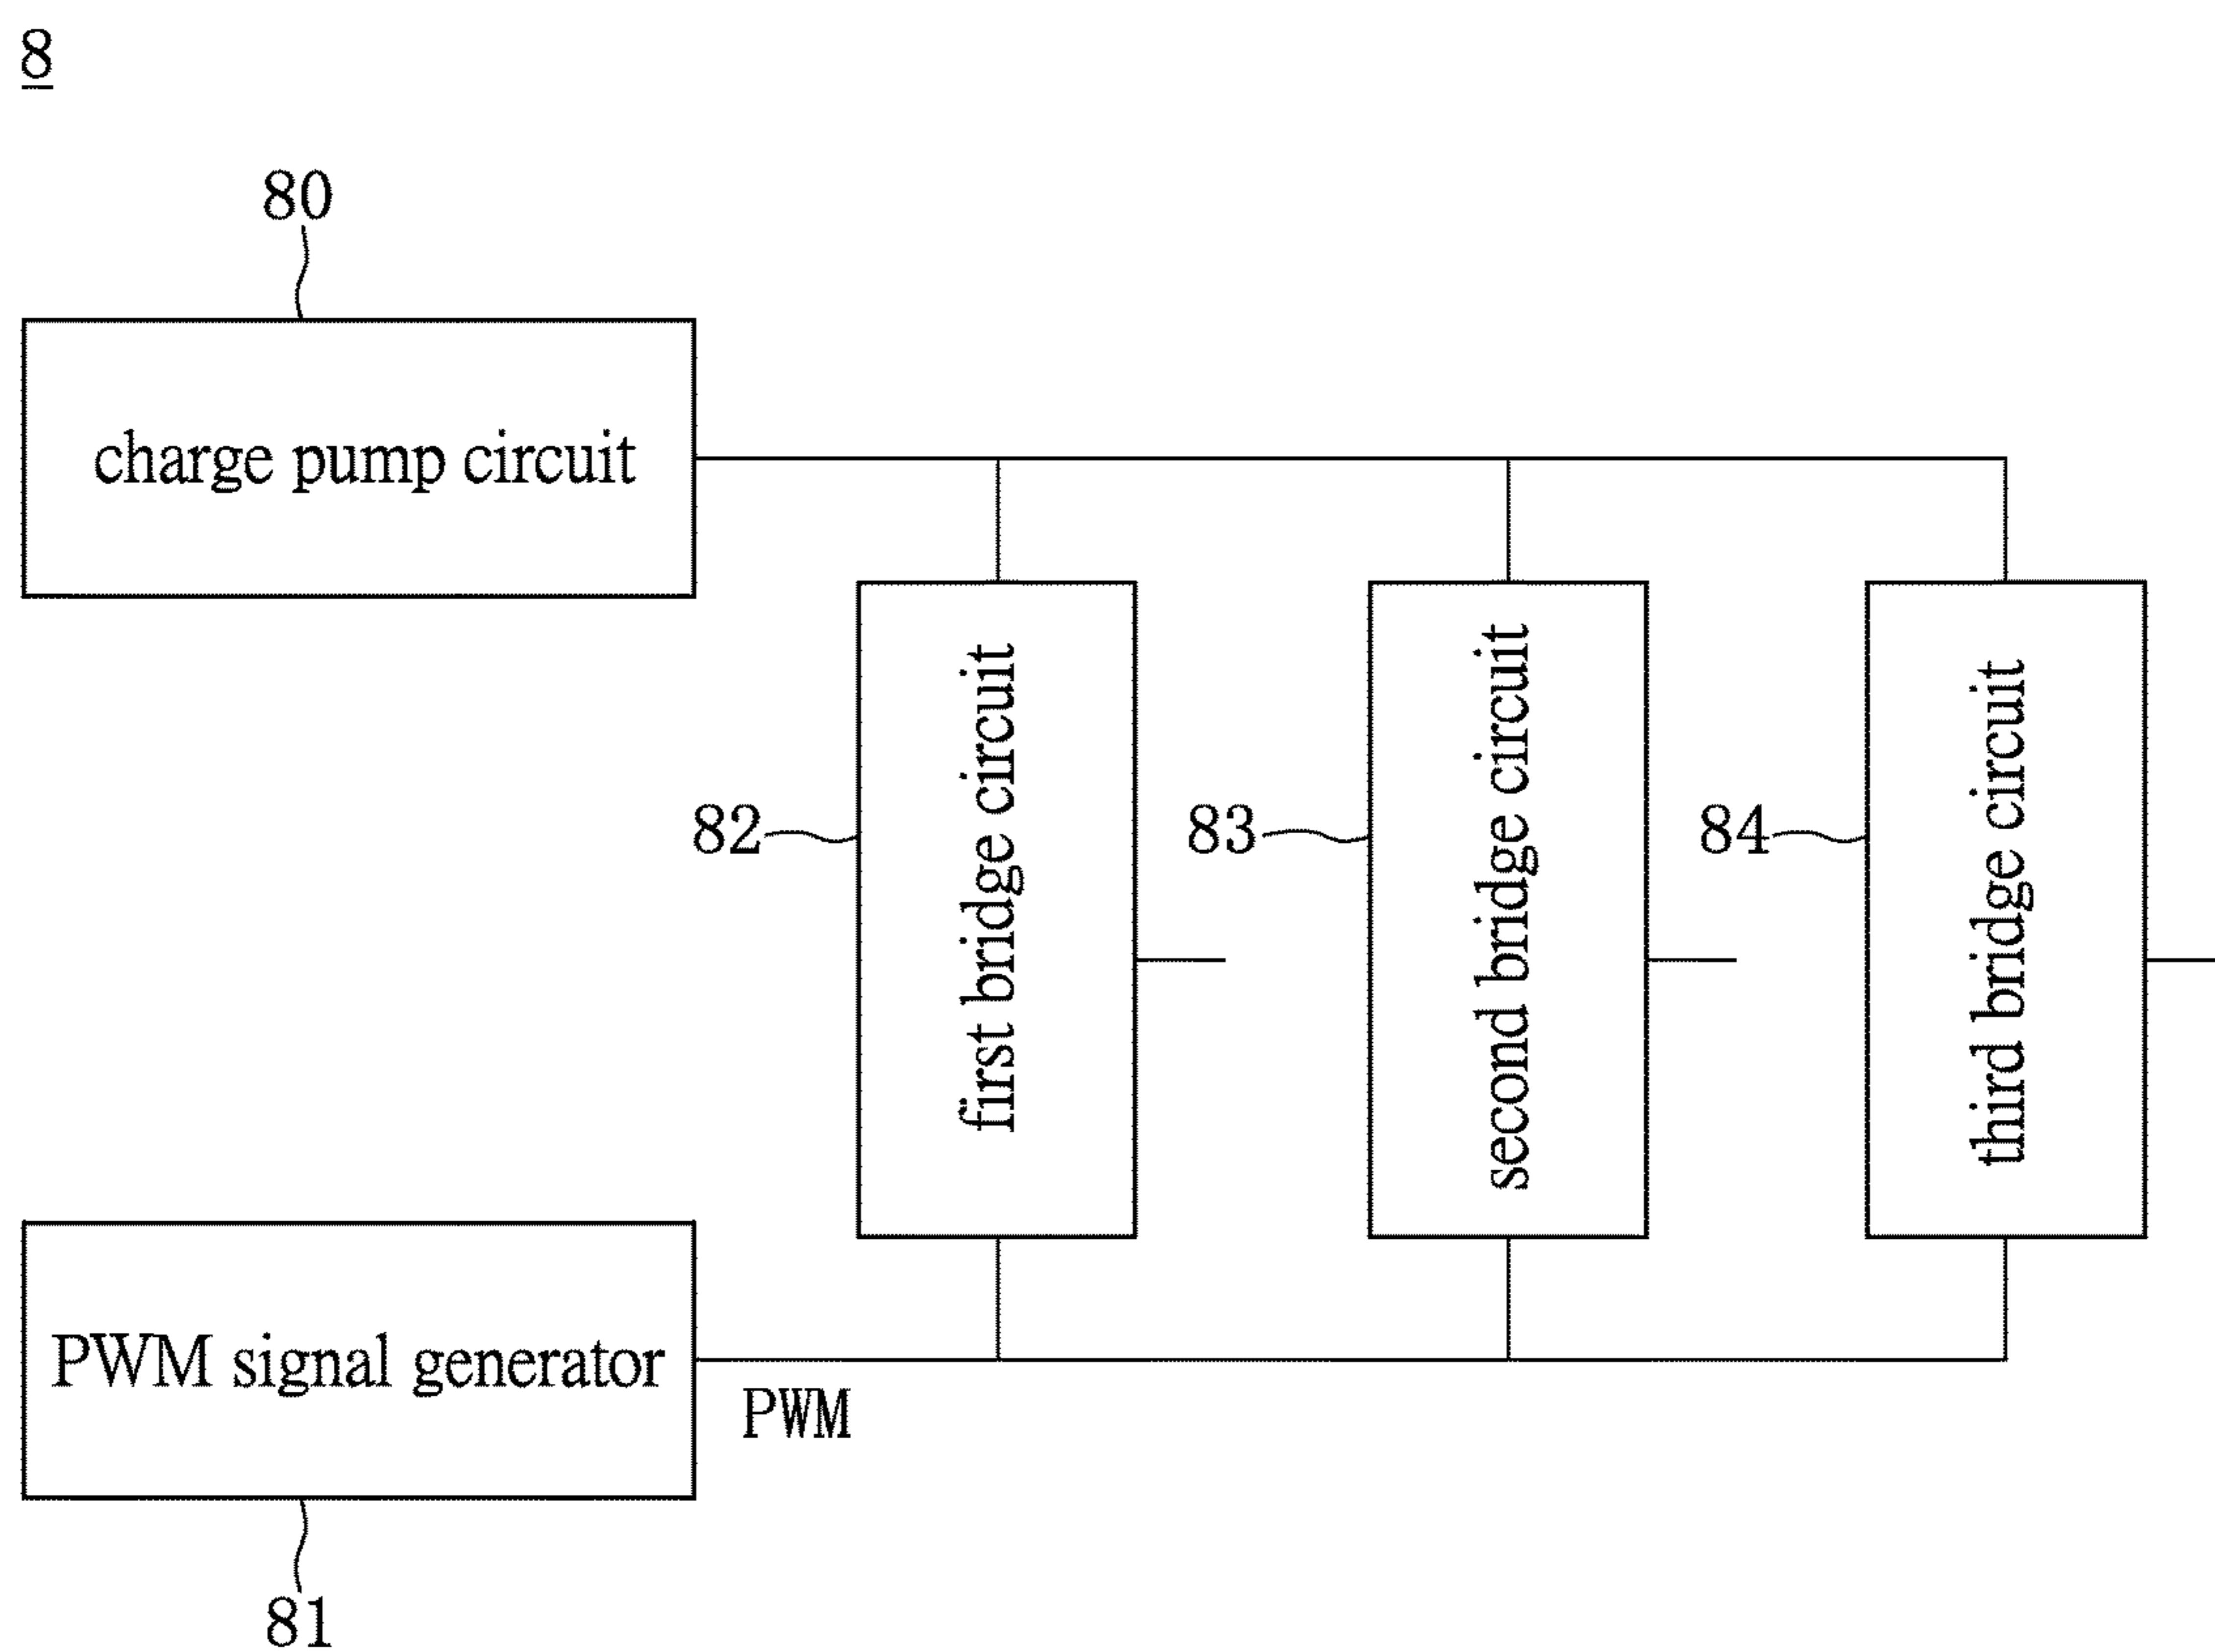 8
80
charge pump circuit
82
first bridge circuit
83
second bridge circuit
84
third bridge circuit
PWM signal generator
PWM
81